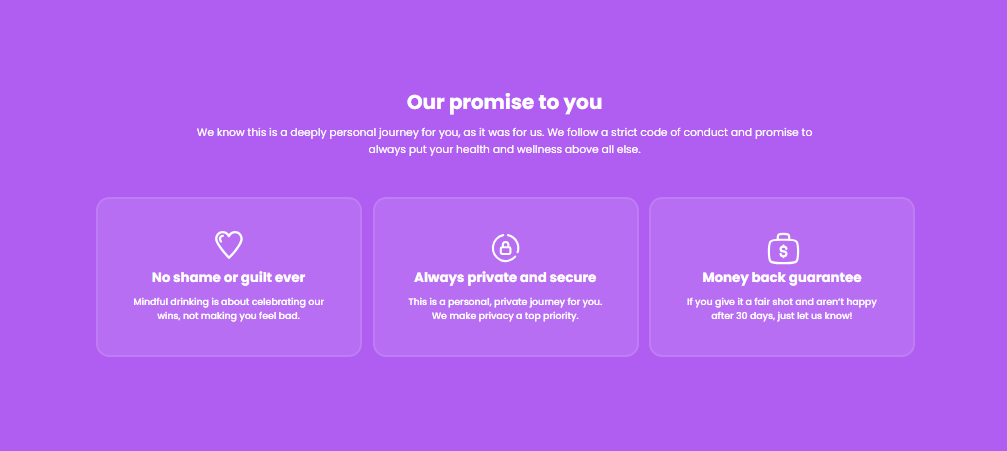 Our promise to you
We know this is a deeply personal journey for you, as it was for us. We follow a strict code of conduct and promise to
always put your health and wellness above all else.
No shame or guilt ever
Mindful drinking is about celebrating our
wins, not making you feel bad.
Always private and secure
This is a personal, private journey for you.
We make privacy a top priority.
$
Money back guarantee
If you give it a fair shot and aren't happy
after 30 days, just let us know!